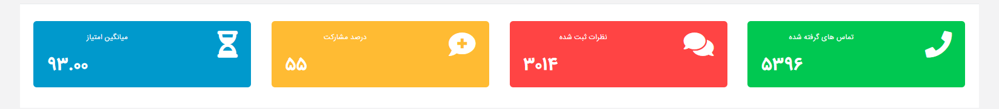 تماس های گرفته شده
۵۳۹۶
نظرات ثبت شده
۳۰۱۴
درصد مشارکت
۵۵
میانگین امتیاز
۹۳.۰۰